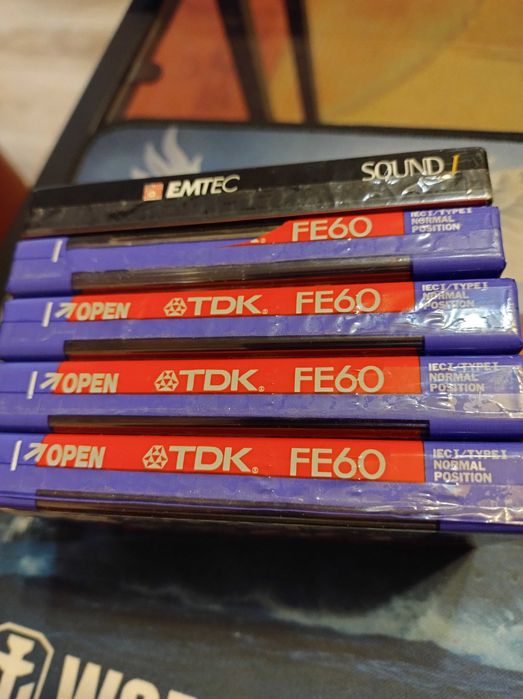 EMTEC SOUND I
FE60 IEC I/TYPE I
NORMAL
POSITION
OPEN TDK FE60 IEC I/TYPE I
NORMAL
POSITION
OPEN TDK. FE60 IEC I/TYPE I
NORMAL
POSITION
OPEN TDK. FE60 IEC I/TYPE I
NORMAL
POSITION